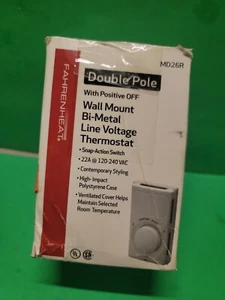 MD26R
FAHRENHEAT
Double Pole
With Positive OFF
Wall Mount
Bi-Metal
Line Voltage
Thermostat
• Snap-Action Switch
• 22A @ 120-240 VAC
• Contemporary Styling
• High-Impact
Polystyrene Case
• Ventilated Cover Helps
Maintain Selected
Room Temperature